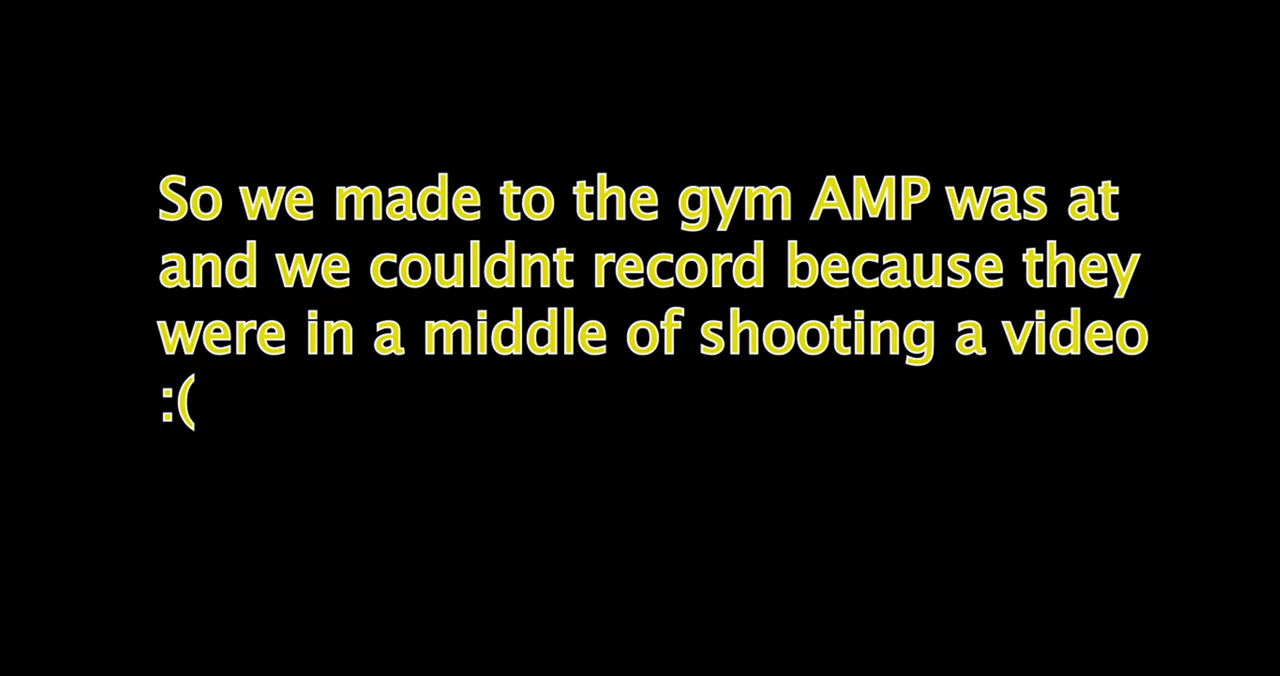 So we made to the gym AMP was at
and we couldnt record because they
were in a middle of shooting a video
:(